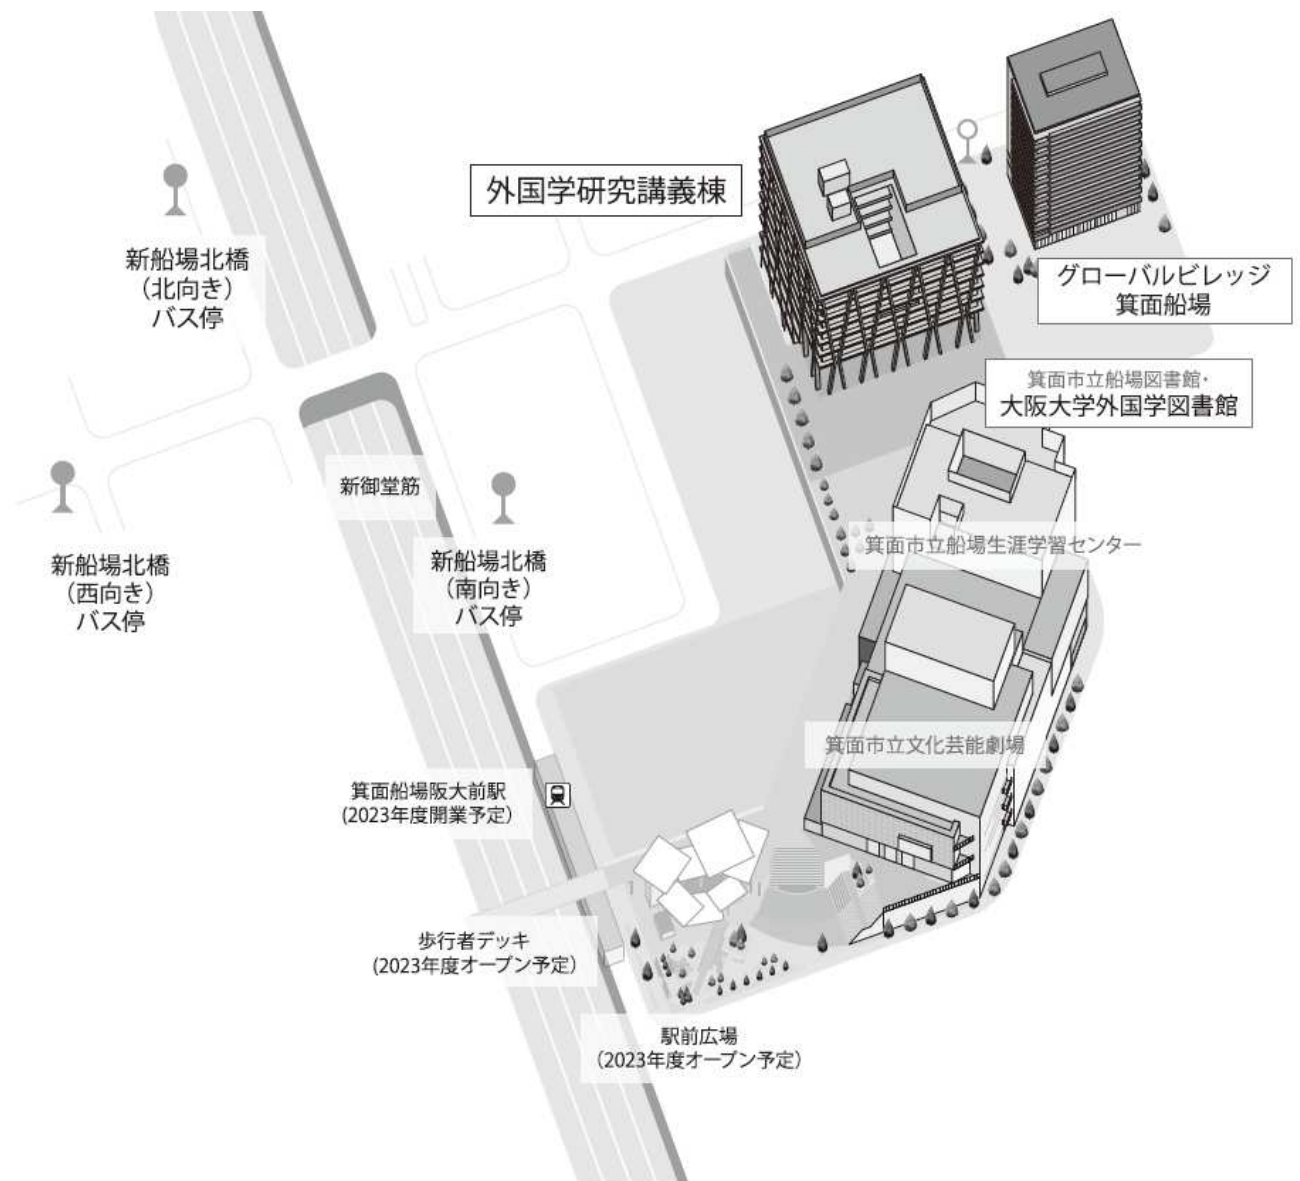 外国学研究講義棟
新船場北橋
（北向き）
バス停
グローバルビレッジ
箕面船場
箕面市立船場図書館・
大阪大学外国学図書館
新御堂筋
新船場北橋
（西向き）
バス停
新船場北橋
（南向き）
バス停
箕面市立船場生涯学習センター
箕面市立文化芸能劇場
箕面船場阪大前駅
(2023年度開業予定)
歩行者デッキ
(2023年度オープン予定)
駅前広場
(2023年度オープン予定)